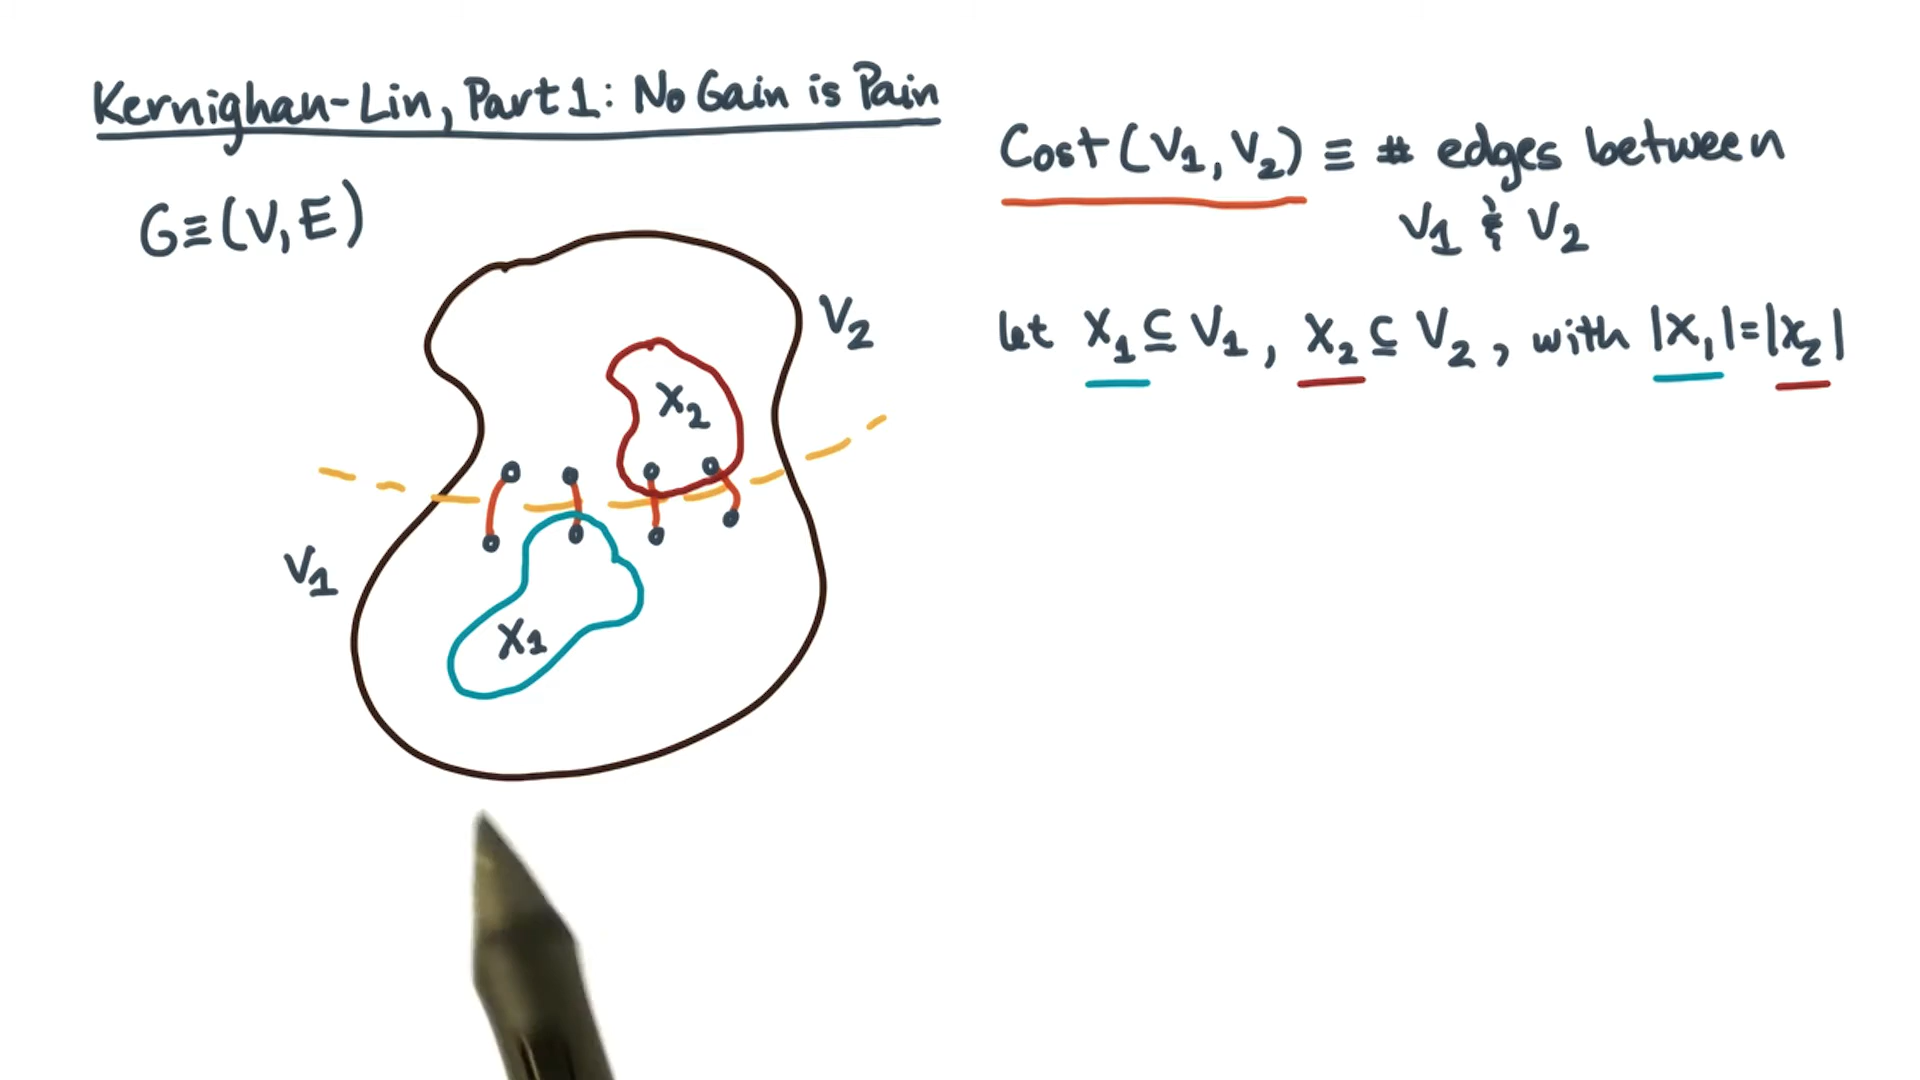 Kernighan-Lin, Part 1: No Gain is Pain
G≡(V,E)
Cost(V₁, V₂) ≡ # edges between
V₁ & V₂
let X₁ ⊆ V₁, X₂ ⊆ V₂, with |X₁|=|X₂|
V₂
X₂
V₁
X₁